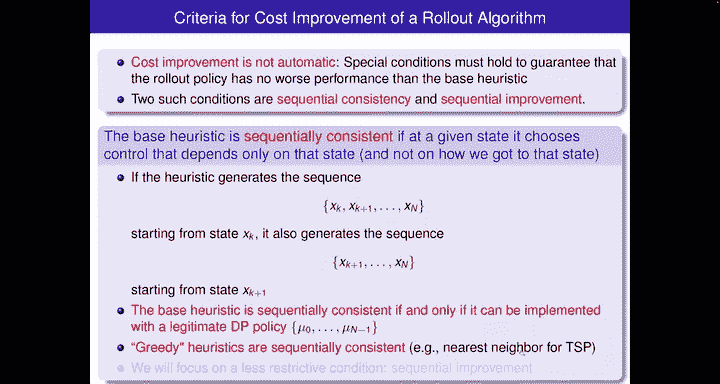 Criteria for Cost Improvement of a Rollout Algorithm
Cost improvement is not automatic: Special conditions must hold to guarantee that
the rollout policy has no worse performance than the base heuristic
Two such conditions are sequential consistency and sequential improvement.
The base heuristic is sequentially consistent if at a given state it chooses
control that depends only on that state (and not on how we got to that state)
If the heuristic generates the sequence
{x_k, x_{k+1}, . . . , x_N}
starting from state x_k, it also generates the sequence
{x_{k+1}, . . . , x_N}
starting from state x_{k+1}
The base heuristic is sequentially consistent if and only if it can be implemented
with a legitimate DP policy {μ_0, . . . , μ_{N−1}}
"Greedy" heuristics are sequentially consistent (e.g., nearest neighbor for TSP)
We will focus on a less restrictive condition: sequential improvement